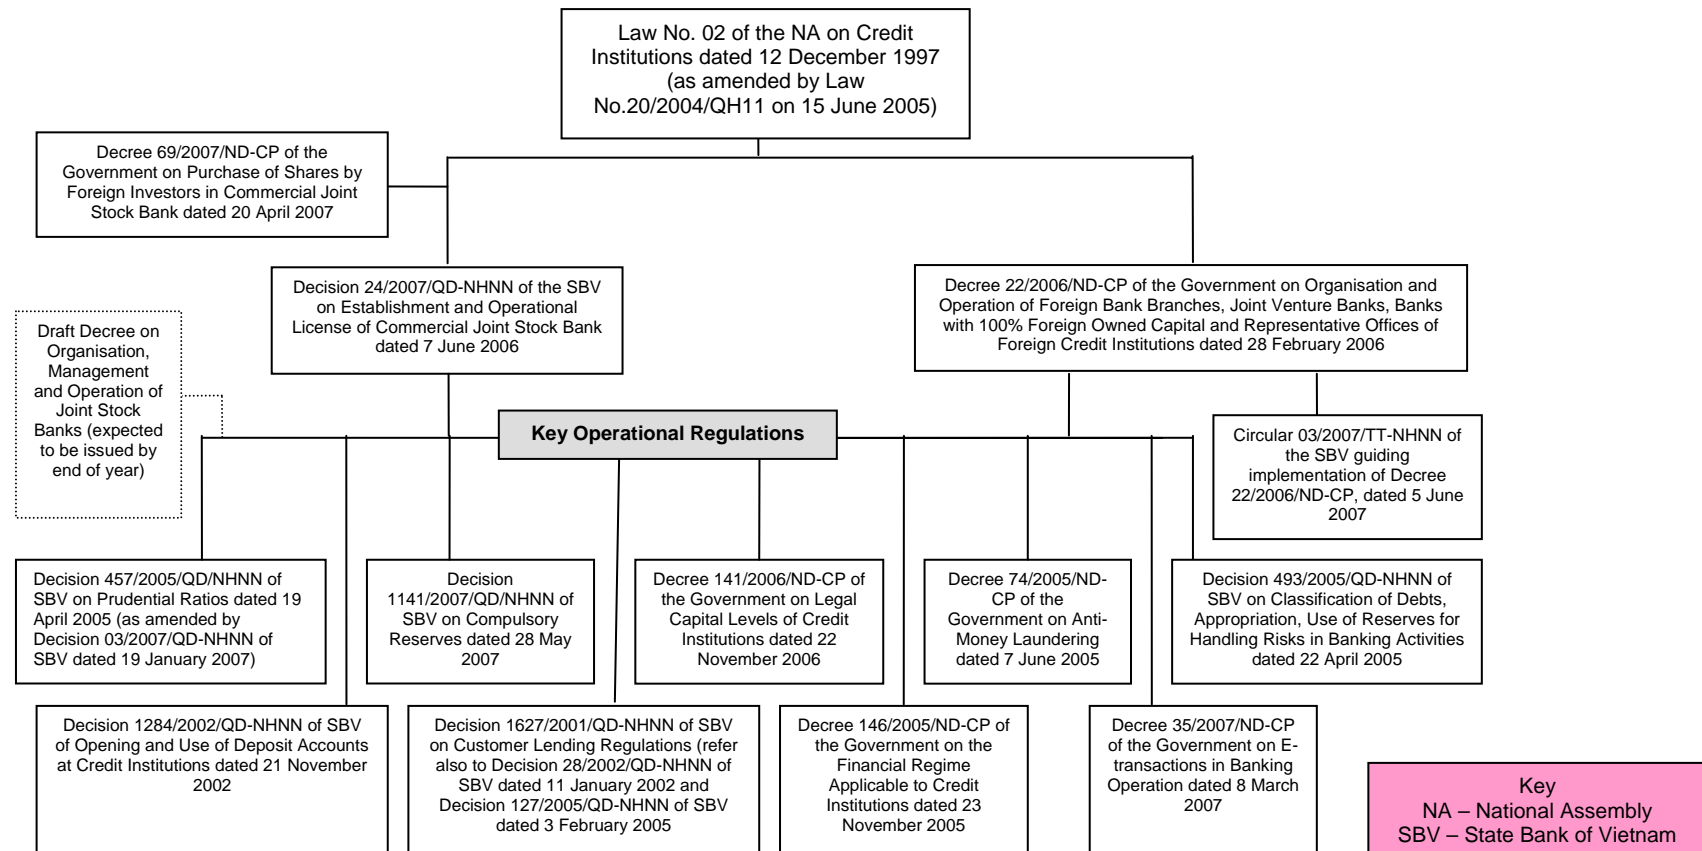 Law No. 02 of the NA on Credit
Institutions dated 12 December 1997
(as amended by Law
No.20/2004/QH11 on 15 June 2005)
Decree 69/2007/ND-CP of the
Government on Purchase of Shares by
Foreign Investors in Commercial Joint
Stock Bank dated 20 April 2007
Decision 24/2007/QD-NHNN of the SBV
on Establishment and Operational
License of Commercial Joint Stock Bank
dated 7 June 2006
Decree 22/2006/ND-CP of the Government on Organisation and
Operation of Foreign Bank Branches, Joint Venture Banks, Banks
with 100% Foreign Owned Capital and Representative Offices of
Foreign Credit Institutions dated 28 February 2006
Draft Decree on
Organisation,
Management
and Operation of
Joint Stock
Banks (expected
to be issued by
end of year)
Key Operational Regulations
Circular 03/2007/TT-NHNN of
the SBV guiding
implementation of Decree
22/2006/ND-CP, dated 5 June
2007
Decision 457/2005/QD/NHNN of
SBV on Prudential Ratios dated 19
April 2005 (as amended by
Decision 03/2007/QD-NHNN of
SBV dated 19 January 2007)
Decision
1141/2007/QD/NHNN of
SBV on Compulsory
Reserves dated 28 May
2007
Decree 141/2006/ND-CP of
the Government on Legal
Capital Levels of Credit
Institutions dated 22
November 2006
Decree 74/2005/ND-
CP of the
Government on Anti-
Money Laundering
dated 7 June 2005
Decision 493/2005/QD-NHNN of
SBV on Classification of Debts,
Appropriation, Use of Reserves for
Handling Risks in Banking Activities
dated 22 April 2005
Decision 1284/2002/QD-NHNN of SBV
of Opening and Use of Deposit Accounts
at Credit Institutions dated 21 November
2002
Decision 1627/2001/QD-NHNN of SBV
on Customer Lending Regulations (refer
also to Decision 28/2002/QD-NHNN of
SBV dated 11 January 2002 and
Decision 127/2005/QD-NHNN of SBV
dated 3 February 2005
Decree 146/2005/ND-CP of
the Government on the
Financial Regime
Applicable to Credit
Institutions dated 23
November 2005
Decree 35/2007/ND-CP
of the Government on E-
transactions in Banking
Operation dated 8 March
2007
Key
NA – National Assembly
SBV – State Bank of Vietnam